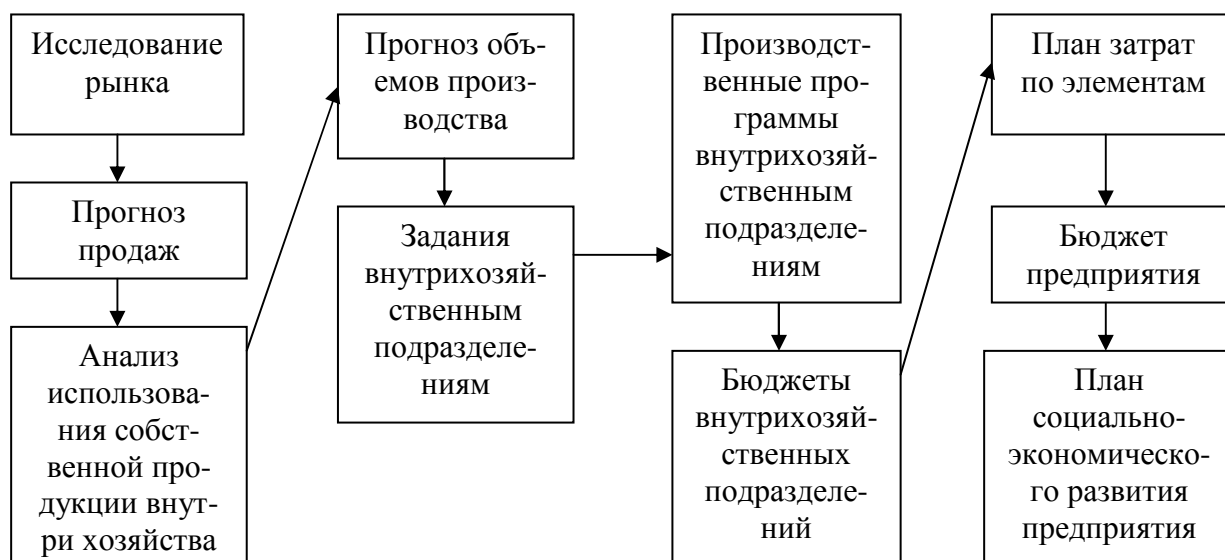 Исследование
рынка
Прогноз
продаж
Анализ
использова-
ния собст-
венной про-
дукции внут-
ри хозяйства
Прогноз объ-
емов произ-
водства
Задания
внутрихозяй-
ственным
подразделе-
ниям
Производст-
венные про-
граммы
внутрихозяй-
ственным
подразделе-
ниям
Бюджеты
внутрихозяй-
ственных
подразделе-
ний
План затрат
по элементам
Бюджет
предприятия
План
социально-
экономическо-
го развития
предприятия